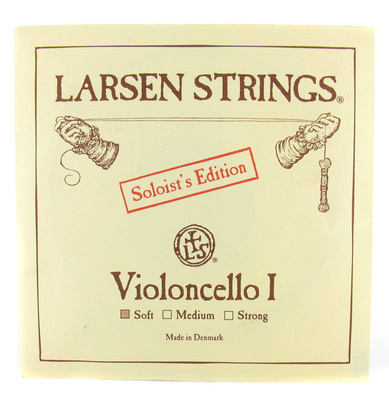 LARSEN STRINGS®
Soloist's Edition
LS®
Violoncello I
Soft Medium Strong
Made in Denmark